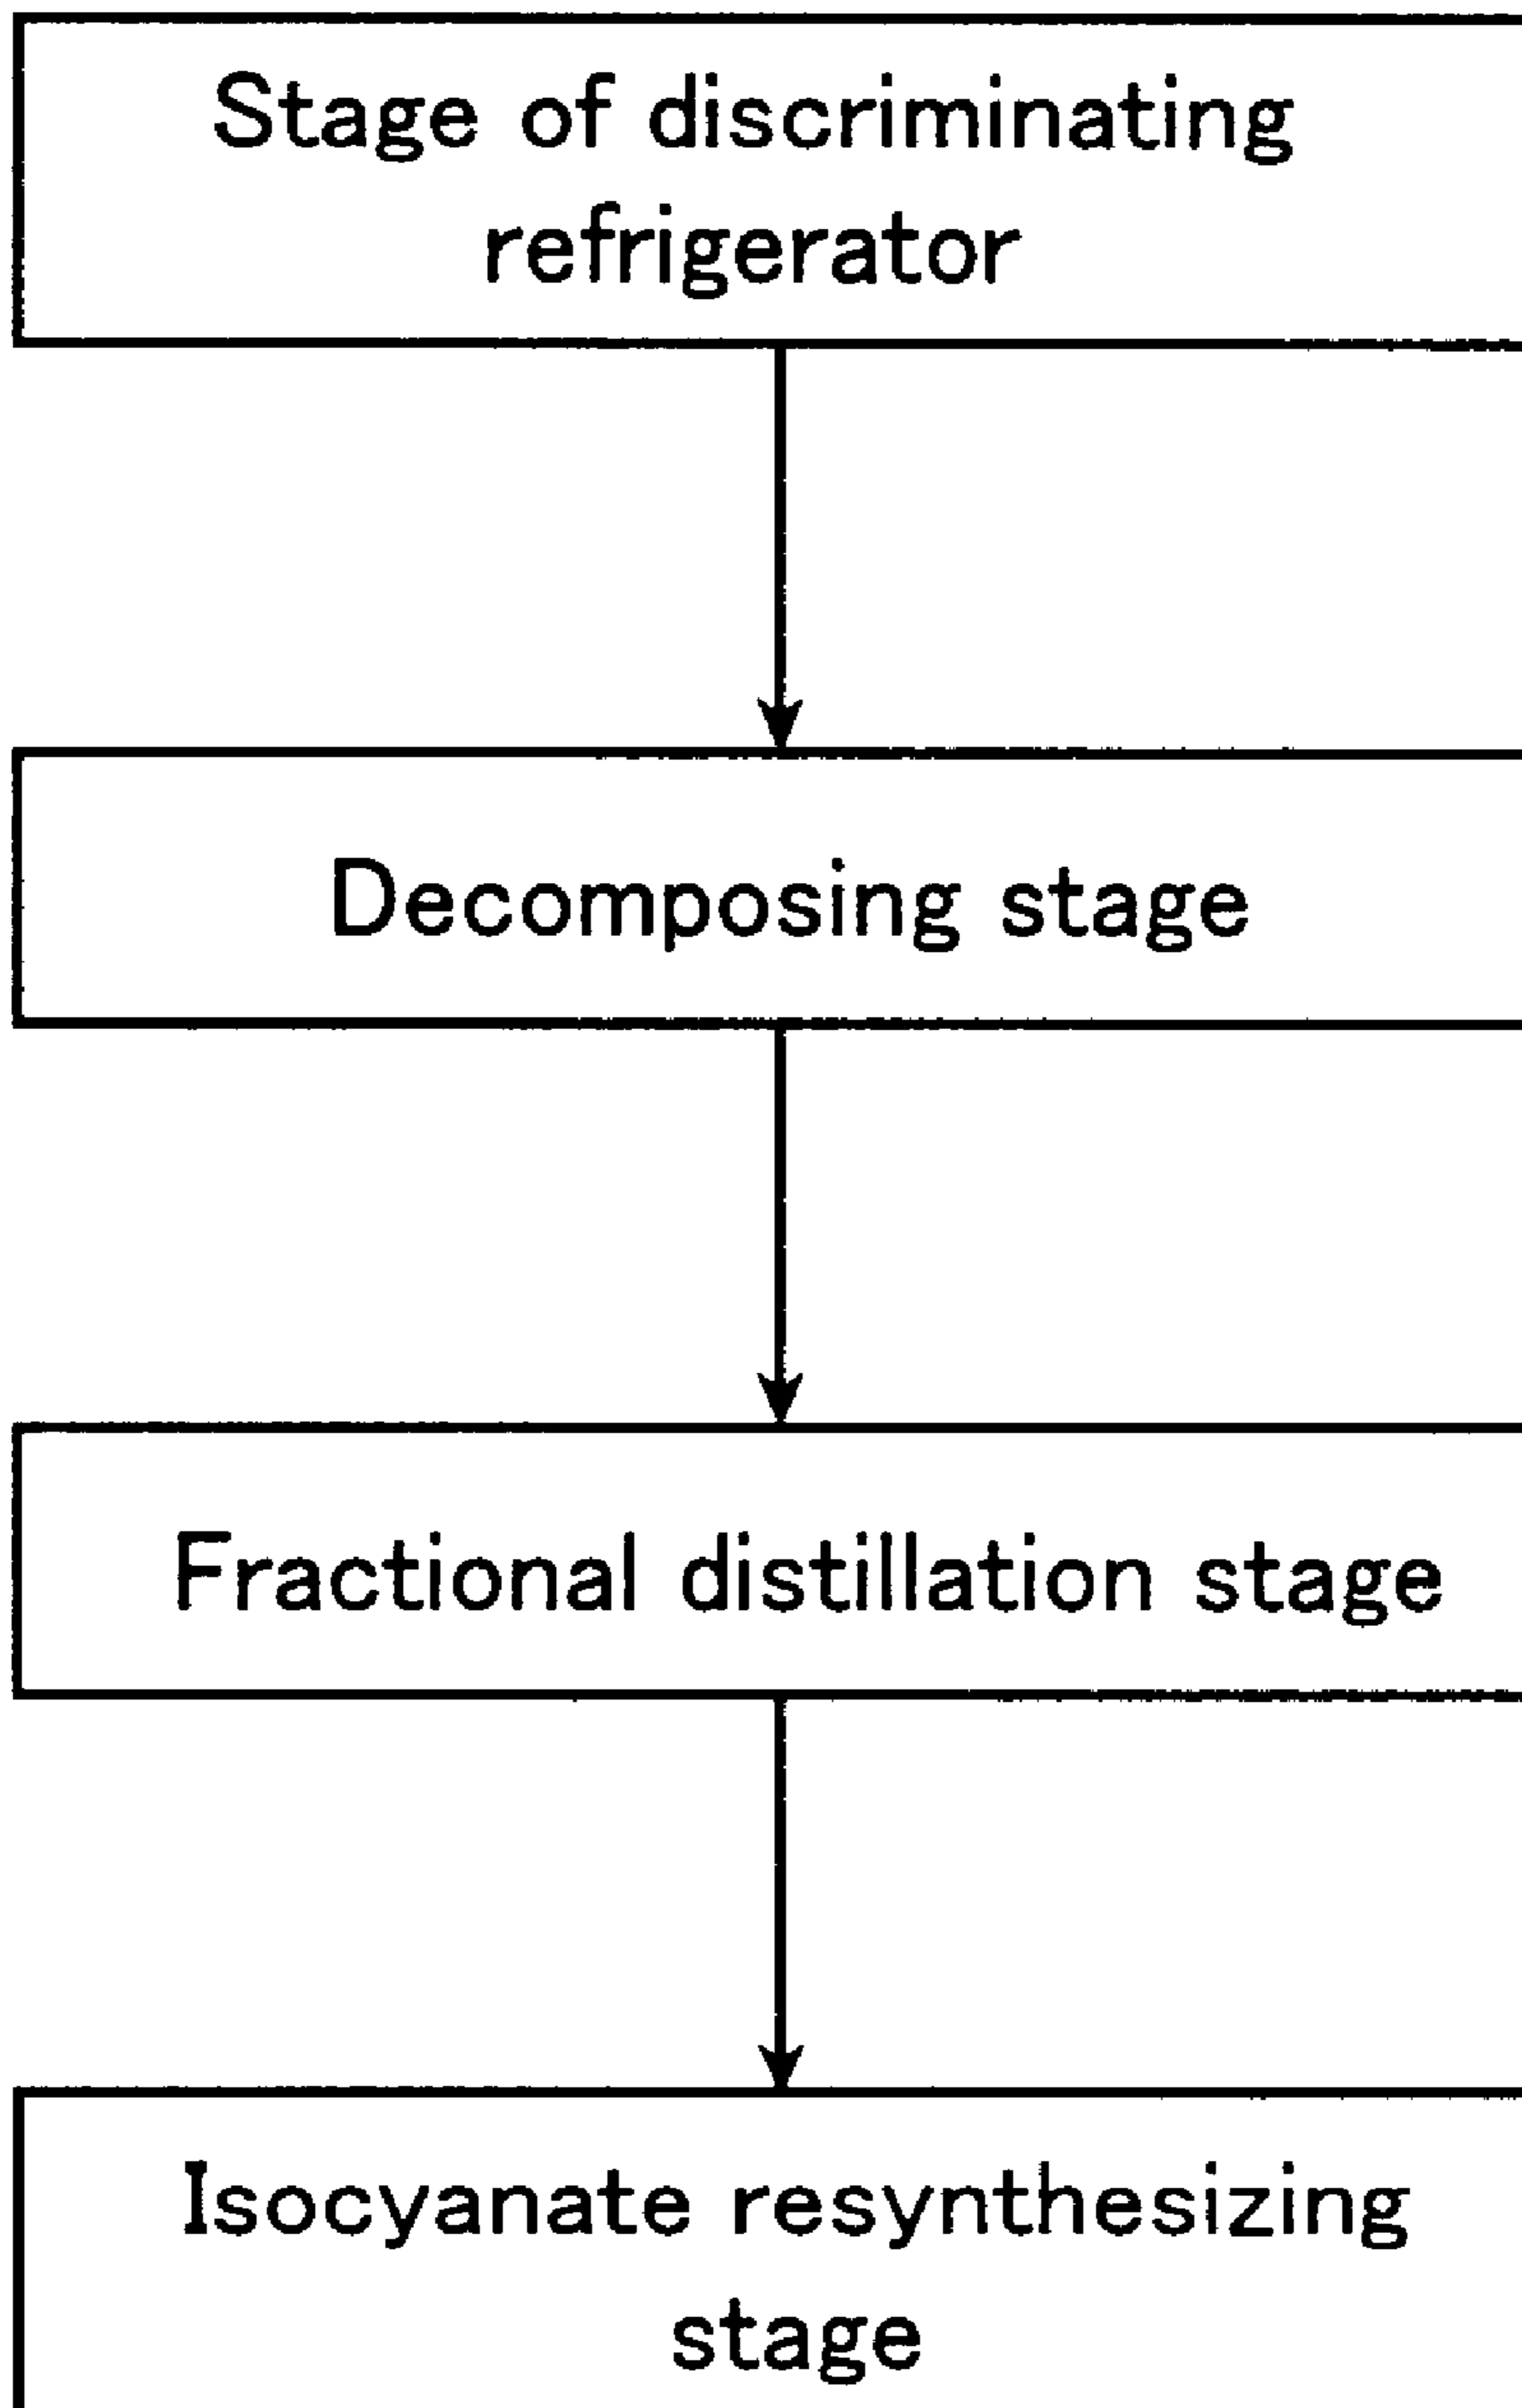 Stage of discriminating
refrigerator
Decomposing stage
Fractional distillation stage
Isocyanate resynthesizing
stage